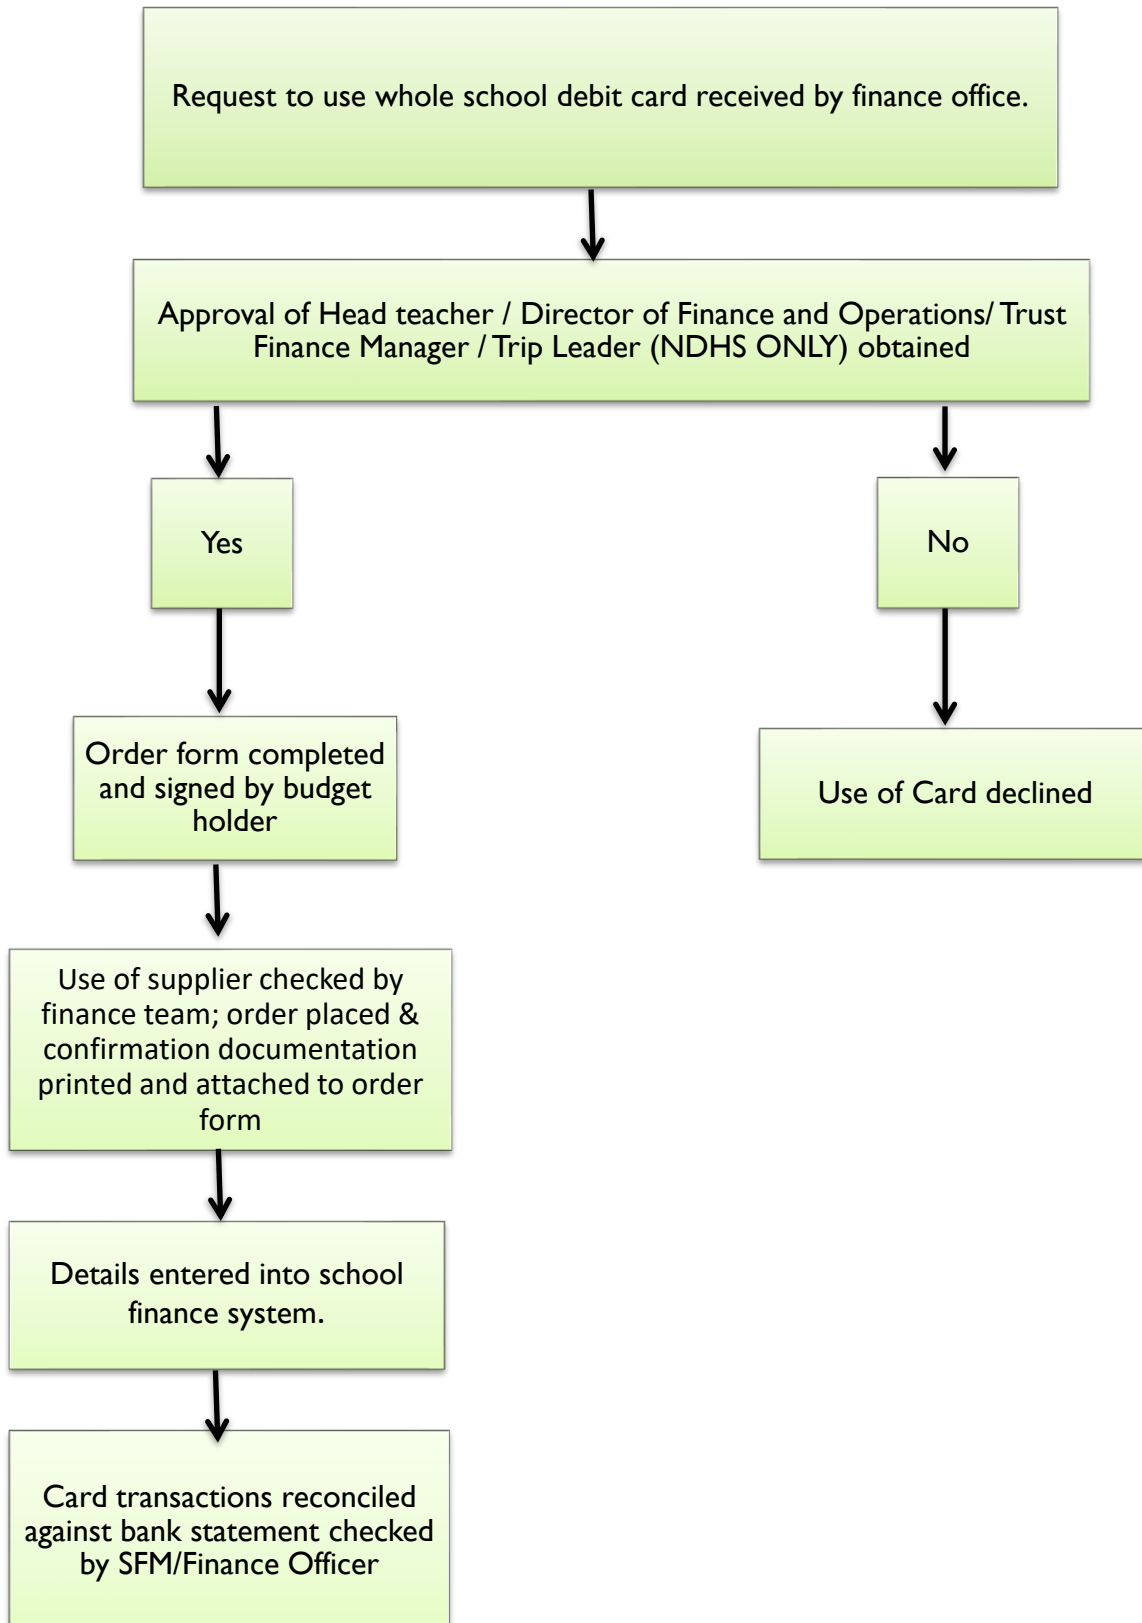 Request to use whole school debit card received by finance office.
Approval of Head teacher / Director of Finance and Operations/ Trust
Finance Manager / Trip Leader (NDHS ONLY) obtained
Yes
No
Order form completed
and signed by budget
holder
Use of Card declined
Use of supplier checked by
finance team; order placed &
confirmation documentation
printed and attached to order
form
Details entered into school
finance system.
Card transactions reconciled
against bank statement checked
by SFM/Finance Officer